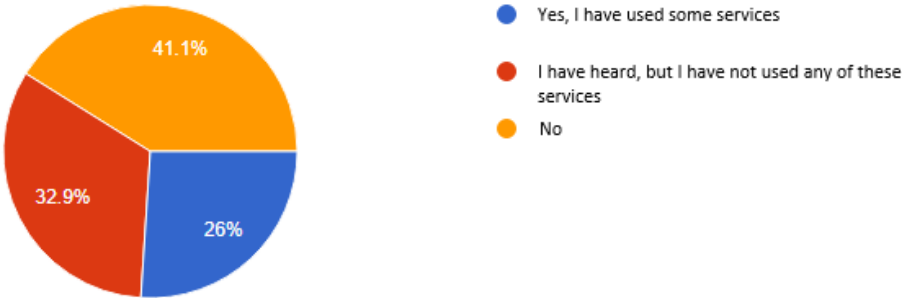 41.1%
32.9%
26%
Yes, I have used some services
I have heard, but I have not used any of these
services
No